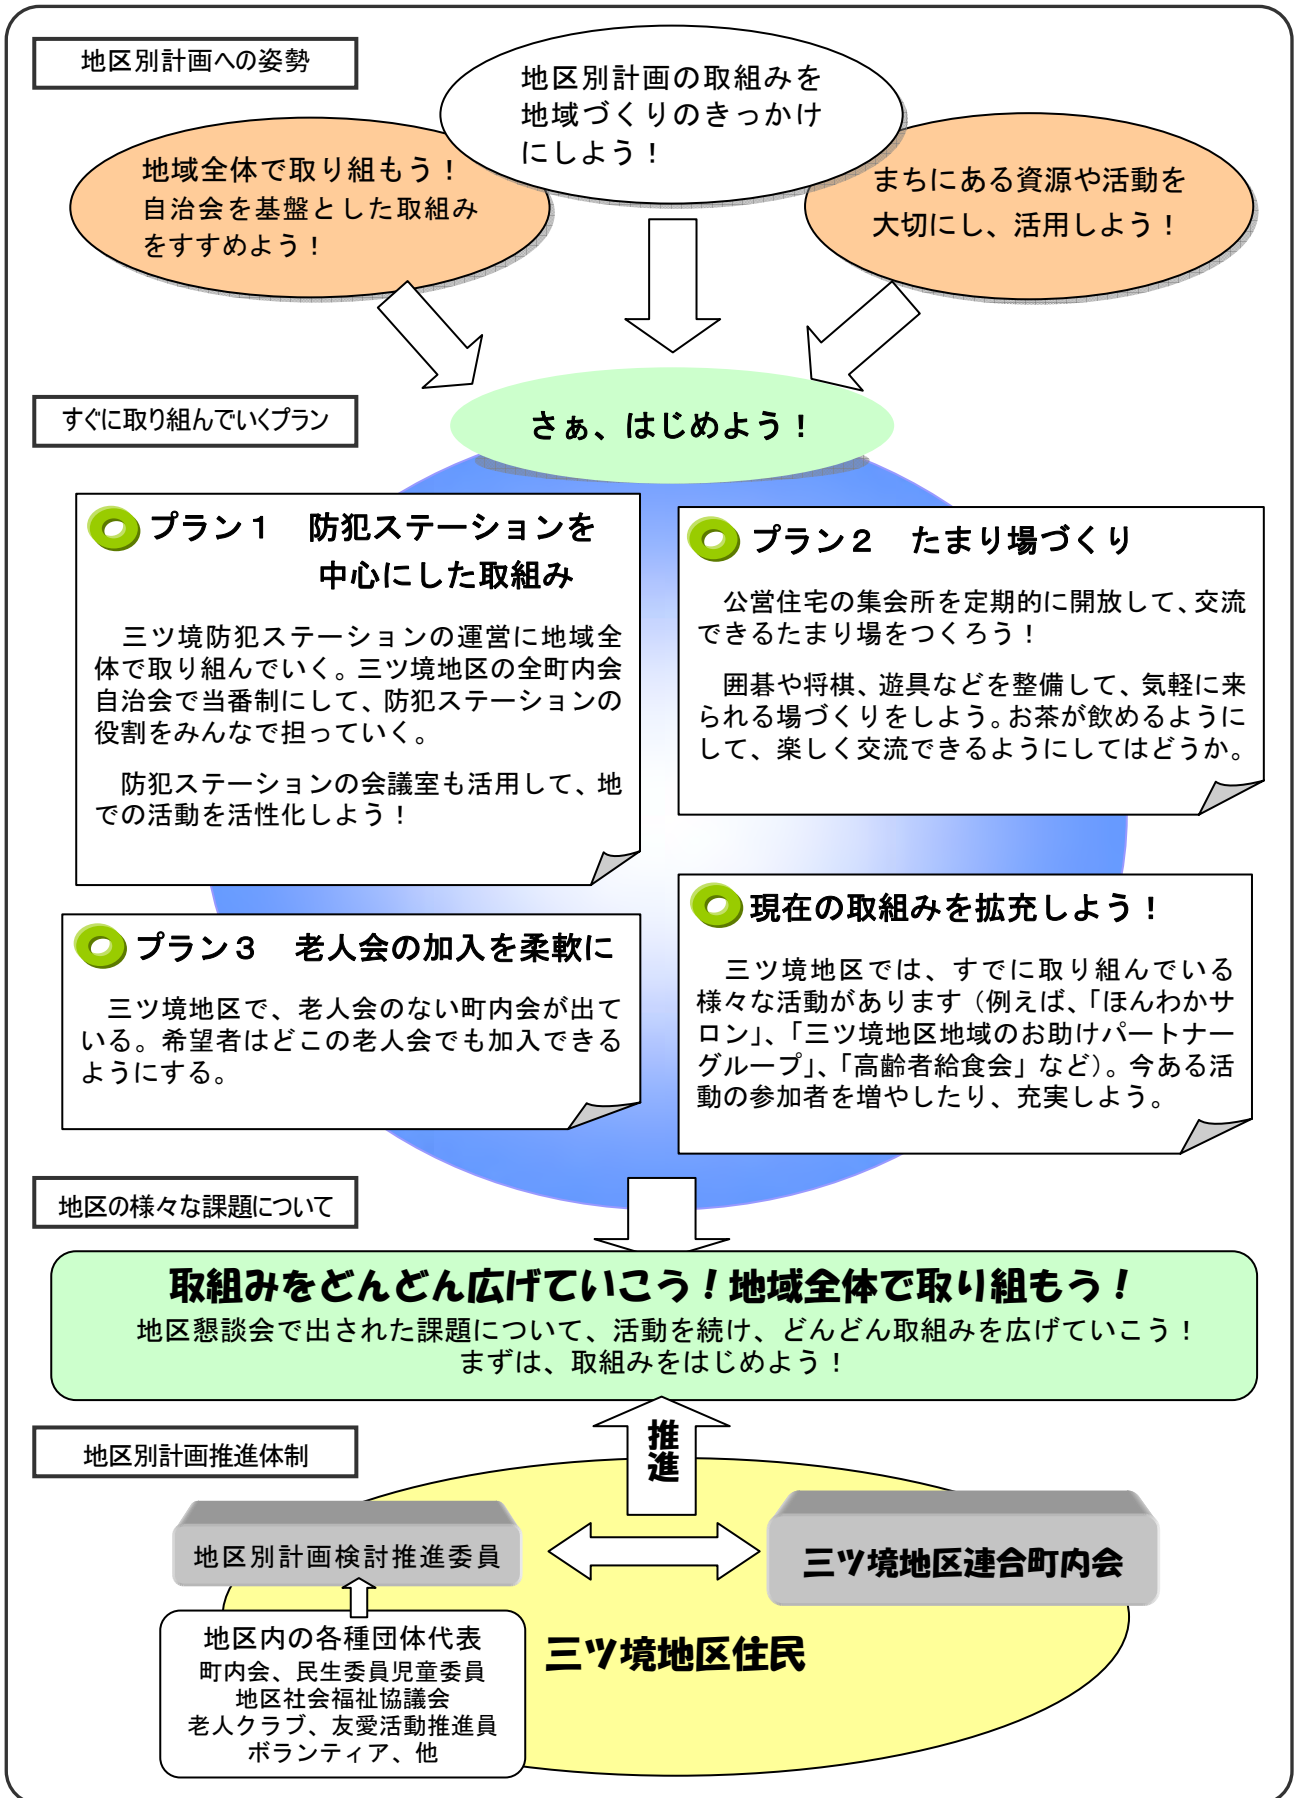 地区別計画への姿勢
地区別計画の取組みを
地域づくりのきっかけ
にしよう！
地域全体で取り組もう！
自治会を基盤とした取組み
をすすめよう！
まちにある資源や活動を
大切にし、活用しよう！
すぐに取り組んでいくプラン
さぁ、はじめよう！
プラン１　防犯ステーションを
中心にした取組み
三ツ境防犯ステーションの運営に地域全
体で取り組んでいく。三ツ境地区の全町内会
自治会で当番制にして、防犯ステーションの
役割をみんなで担っていく。
防犯ステーションの会議室も活用して、地
での活動を活性化しよう！
プラン２　たまり場づくり
公営住宅の集会所を定期的に開放して、交流
できるたまり場をつくろう！
囲碁や将棋、遊具などを整備して、気軽に来
られる場づくりをしよう。お茶が飲めるように
して、楽しく交流できるようにしてはどうか。
プラン３　老人会の加入を柔軟に
三ツ境地区で、老人会のない町内会が出て
いる。希望者はどこの老人会でも加入できる
ようにする。
現在の取組みを拡充しよう！
三ツ境地区では、すでに取り組んでいる
様々な活動があります（例えば、「ほんわかサ
ロン」、「三ツ境地区地域のお助けパートナー
グループ」、「高齢者給食会」など）。今ある活
動の参加者を増やしたり、充実しよう。
地区の様々な課題について
取組みをどんどん広げていこう！地域全体で取り組もう！
地区懇談会で出された課題について、活動を続け、どんどん取組みを広げていこう！
まずは、取組みをはじめよう！
地区別計画推進体制
推進
地区別計画検討推進委員
三ツ境地区連合町内会
地区内の各種団体代表
町内会、民生委員児童委員
地区社会福祉協議会
老人クラブ、友愛活動推進員
ボランティア、他
三ツ境地区住民